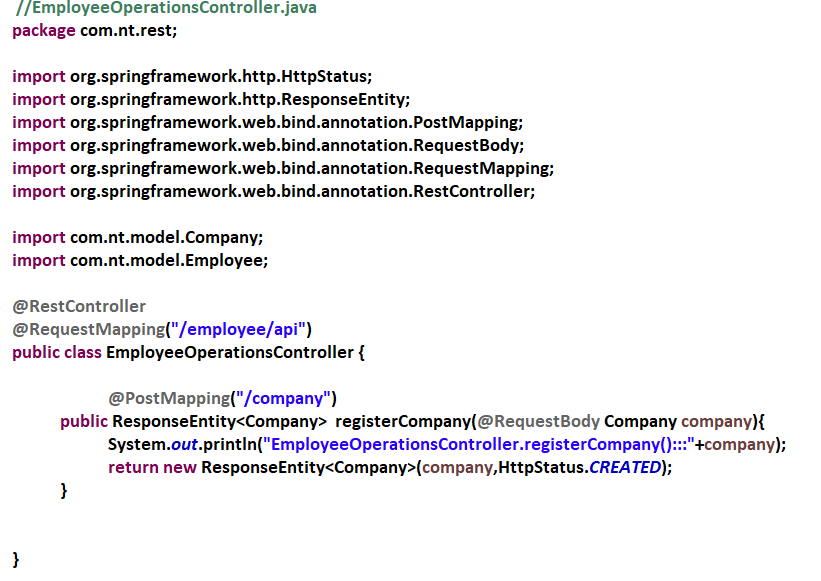 //EmployeeOperationsController.java
package com.nt.rest;
import org.springframework.http.HttpStatus;
import org.springframework.http.ResponseEntity;
import org.springframework.web.bind.annotation.PostMapping;
import org.springframework.web.bind.annotation.RequestBody;
import org.springframework.web.bind.annotation.RequestMapping;
import org.springframework.web.bind.annotation.RestController;
import com.nt.model.Company;
import com.nt.model.Employee;
@RestController
@RequestMapping("/employee/api")
public class EmployeeOperationsController {
@PostMapping("/company")
public ResponseEntity<Company> registerCompany(@RequestBody Company company){
System.out.println("EmployeeOperationsController.registerCompany():::"+company);
return new ResponseEntity<Company>(company,HttpStatus.CREATED);
}
}